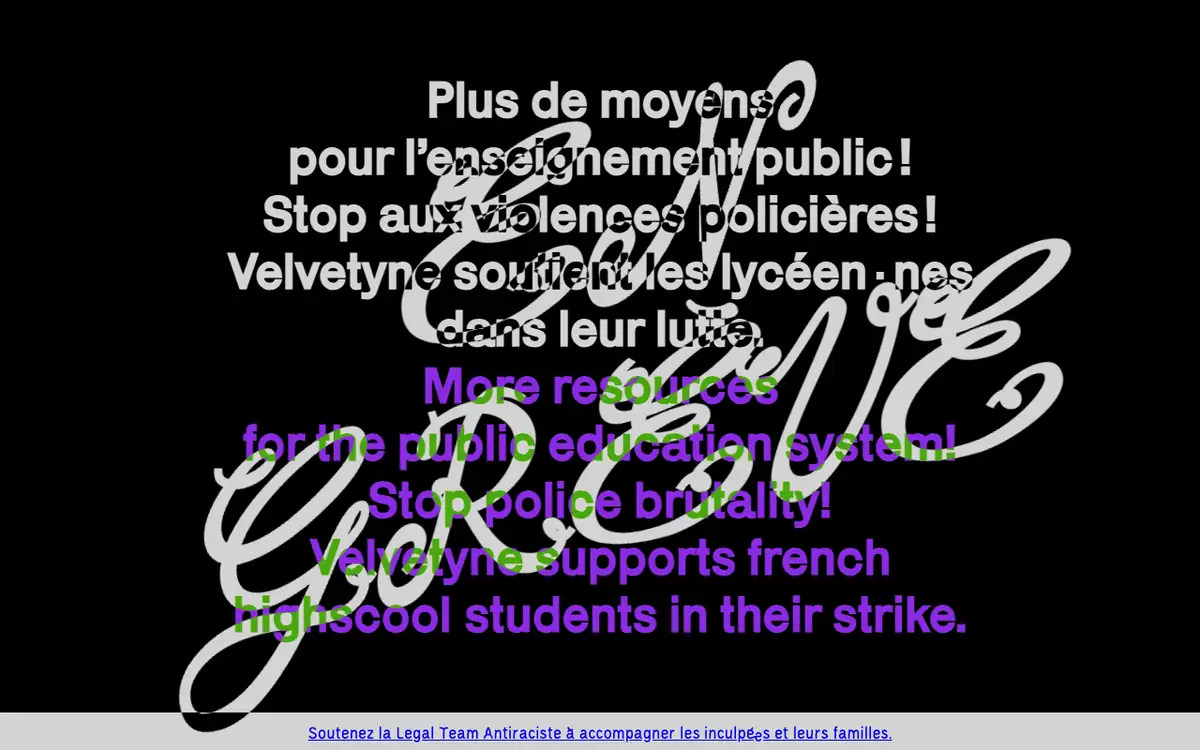 Plus de moyens
pour l’enseignement public !
Stop aux violences policières !
Velvetyne soutient les lycéen·nes
dans leur lutte.
More resources
for the public education system!
Stop police brutality!
Velvetyne supports french
highscool students in their strike.
EN
GRÈVE
Soutenez la Legal Team Antiraciste à accompagner les inculpées et leurs familles.